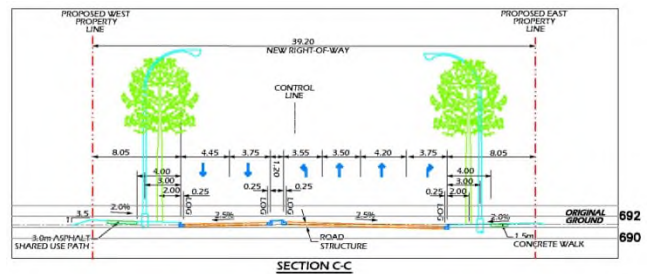 PROPOSED WEST
PROPERTY
LINE
PROPOSED EAST
PROPERTY
LINE
39.20
NEW RIGHT-OF-WAY
CONTROL
LINE
8.05 4.45 3.75 1.20 3.55 3.50 4.20 3.75 8.05
4.00 4.00
3.00 3.00
2.00 0.25 0.25 0.25 0.25 2.00
LOG LOG LOG LOG
3.5 2.0% 2.5% 2.5% 2.0% ORIGINAL 692
GROUND
3.0m ASPHALT
SHARED USE PATH
ROAD
STRUCTURE
1.5m
CONCRETE WALK
690
SECTION C-C